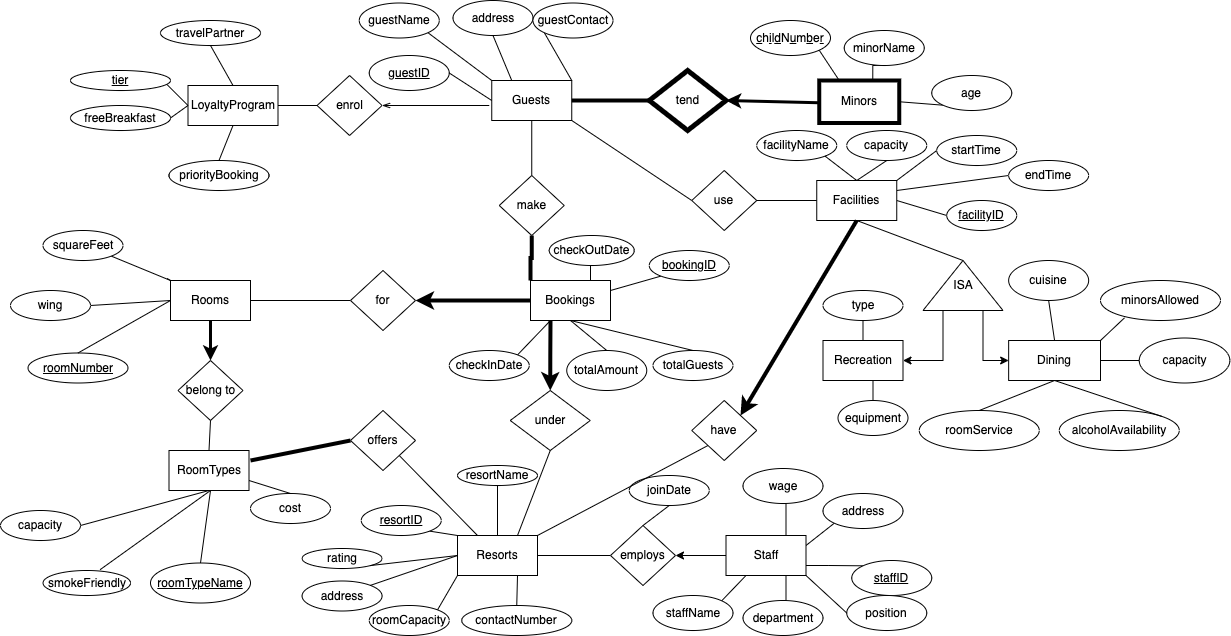 guestName
address
guestContact
travelPartner
childNumber
minorName
tier
guestID
LoyaltyProgram
enrol
Guests
tend
Minors
age
freeBreakfast
facilityName
capacity
startTime
priorityBooking
endTime
make
use
Facilities
facilityID
squareFeet
checkOutDate
bookingID
ISA
cuisine
wing
Rooms
for
Bookings
type
minorsAllowed
roomNumber
checkInDate
totalAmount
totalGuests
Recreation
Dining
capacity
belong to
under
have
equipment
roomService
alcoholAvailability
offers
RoomTypes
resortName
joinDate
wage
cost
capacity
resortID
address
rating
Resorts
employs
Staff
smokeFriendly
roomTypeName
staffID
address
roomCapacity
contactNumber
staffName
department
position